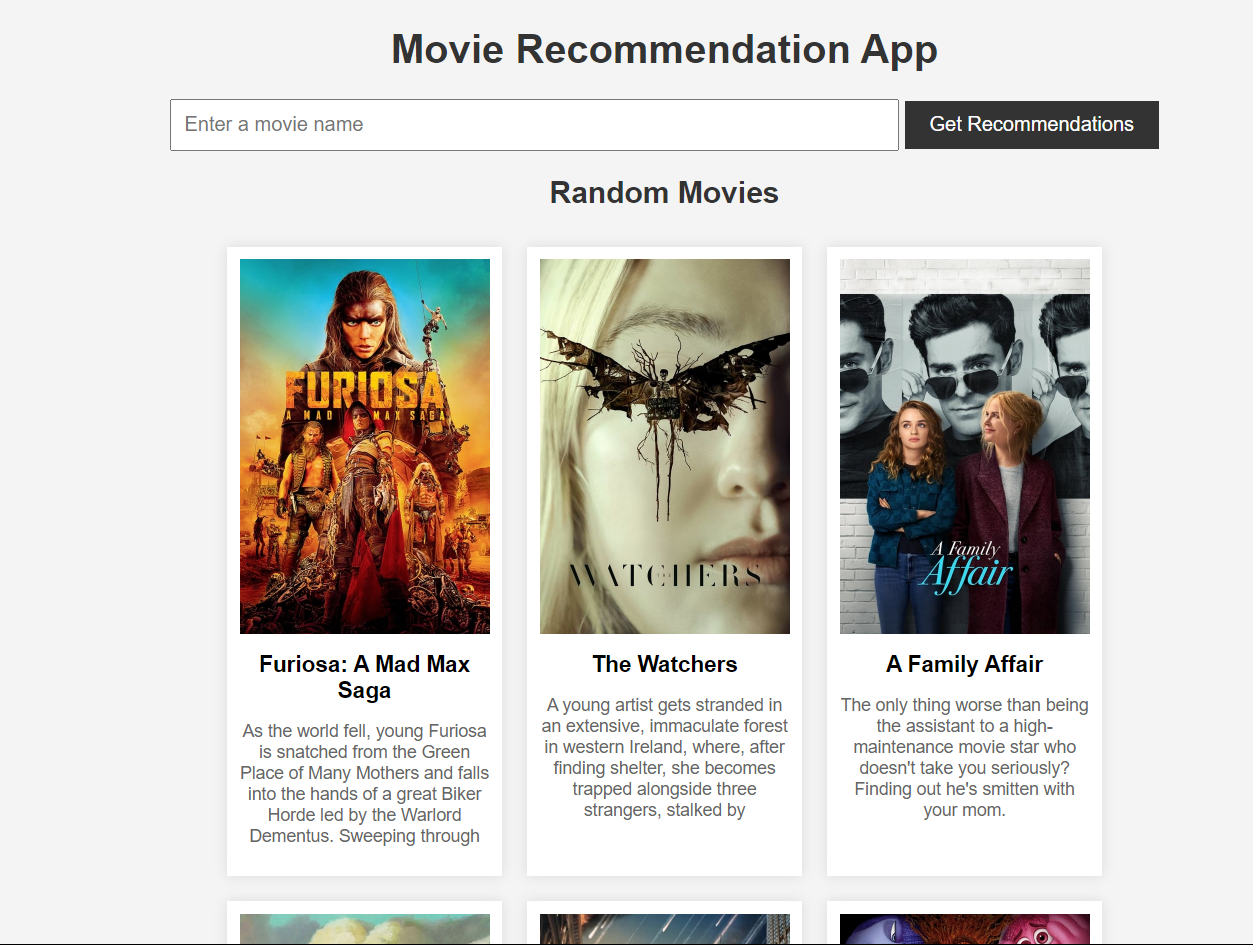 Movie Recommendation App
Enter a movie name
Get Recommendations
Random Movies
FURIOSA
A MAD MAX SAGA
WATCHERS
A Family
Affair
Furiosa: A Mad Max
Saga
As the world fell, young Furiosa
is snatched from the Green
Place of Many Mothers and falls
into the hands of a great Biker
Horde led by the Warlord
Dementus. Sweeping through
The Watchers
A young artist gets stranded in
an extensive, immaculate forest
in western Ireland, where, after
finding shelter, she becomes
trapped alongside three
strangers, stalked by
A Family Affair
The only thing worse than being
the assistant to a high-
maintenance movie star who
doesn't take you seriously?
Finding out he's smitten with
your mom.